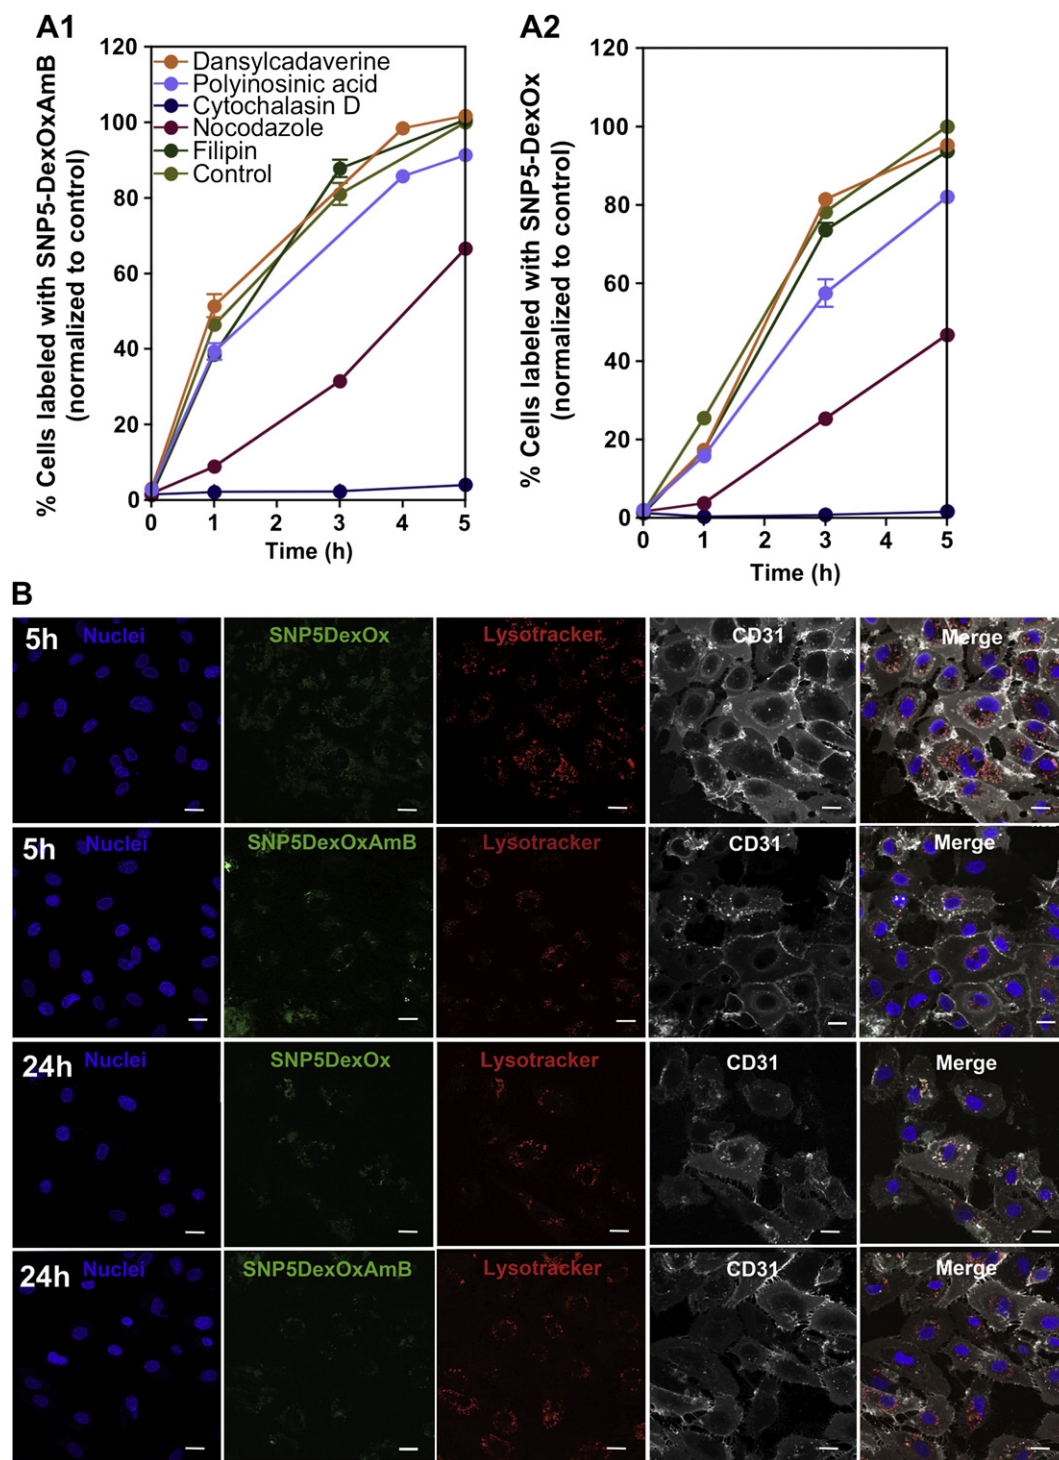 A1
% Cells labeled with SNP5-DexOxAmB
(normalized to control)
120
100
80
60
40
20
0
Dansylcadaverine
Polyinosinic acid
Cytochalasin D
Nocodazole
Filipin
Control
0 1 3 4 5
Time (h)
A2
% Cells labeled with SNP5-DexOx
(normalized to control)
120
100
80
60
40
20
0
0 1 2 3 4 5
Time (h)
B
5h Nuclei SNP5DexOx Lysotracker CD31 Merge
5h Nuclei SNP5DexOxAmB Lysotracker CD31 Merge
24h Nuclei SNP5DexOx Lysotracker CD31 Merge
24h Nuclei SNP5DexOxAmB Lysotracker CD31 Merge